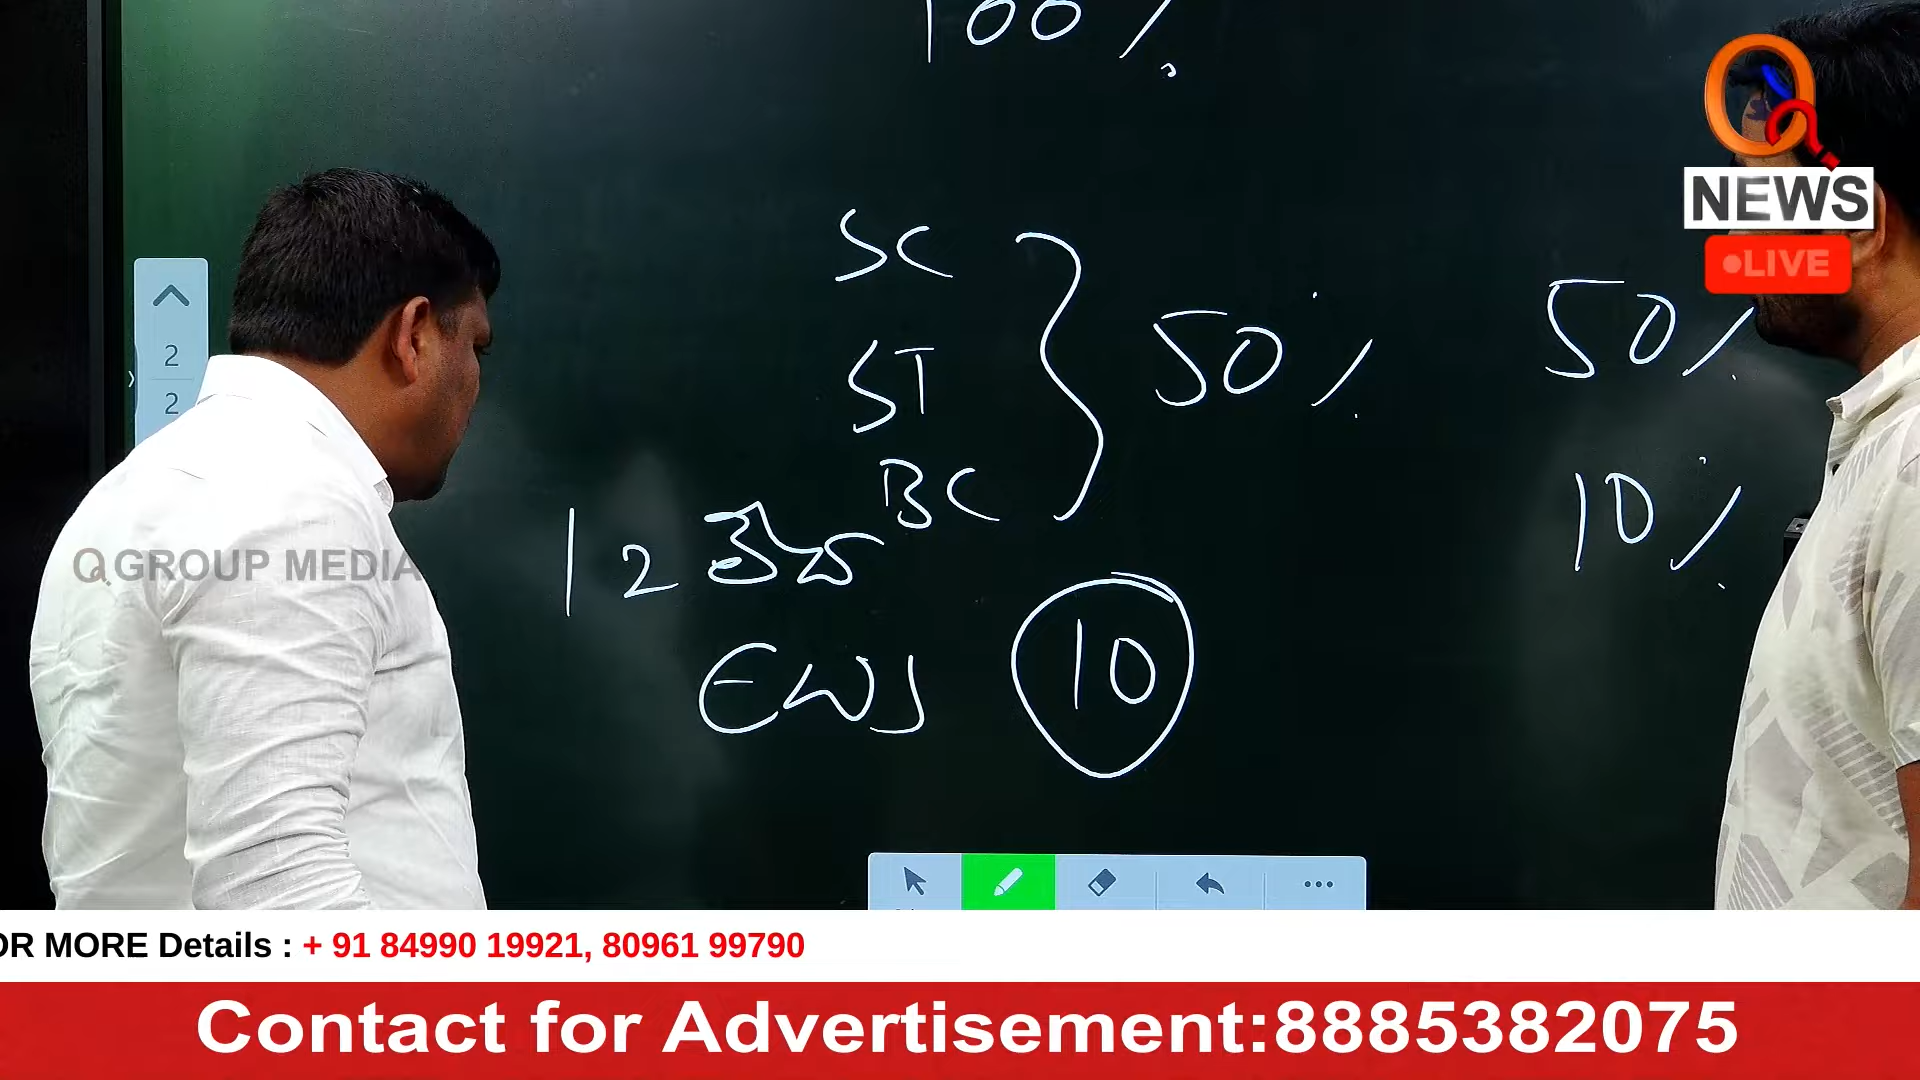 100%
SC
ST
BC
50%
50%
10%
12
EWS
10
2
2
Q
NEWS
LIVE
Q GROUP MEDIA
OR MORE Details : + 91 84990 19921, 80961 99790
Contact for Advertisement:8885382075